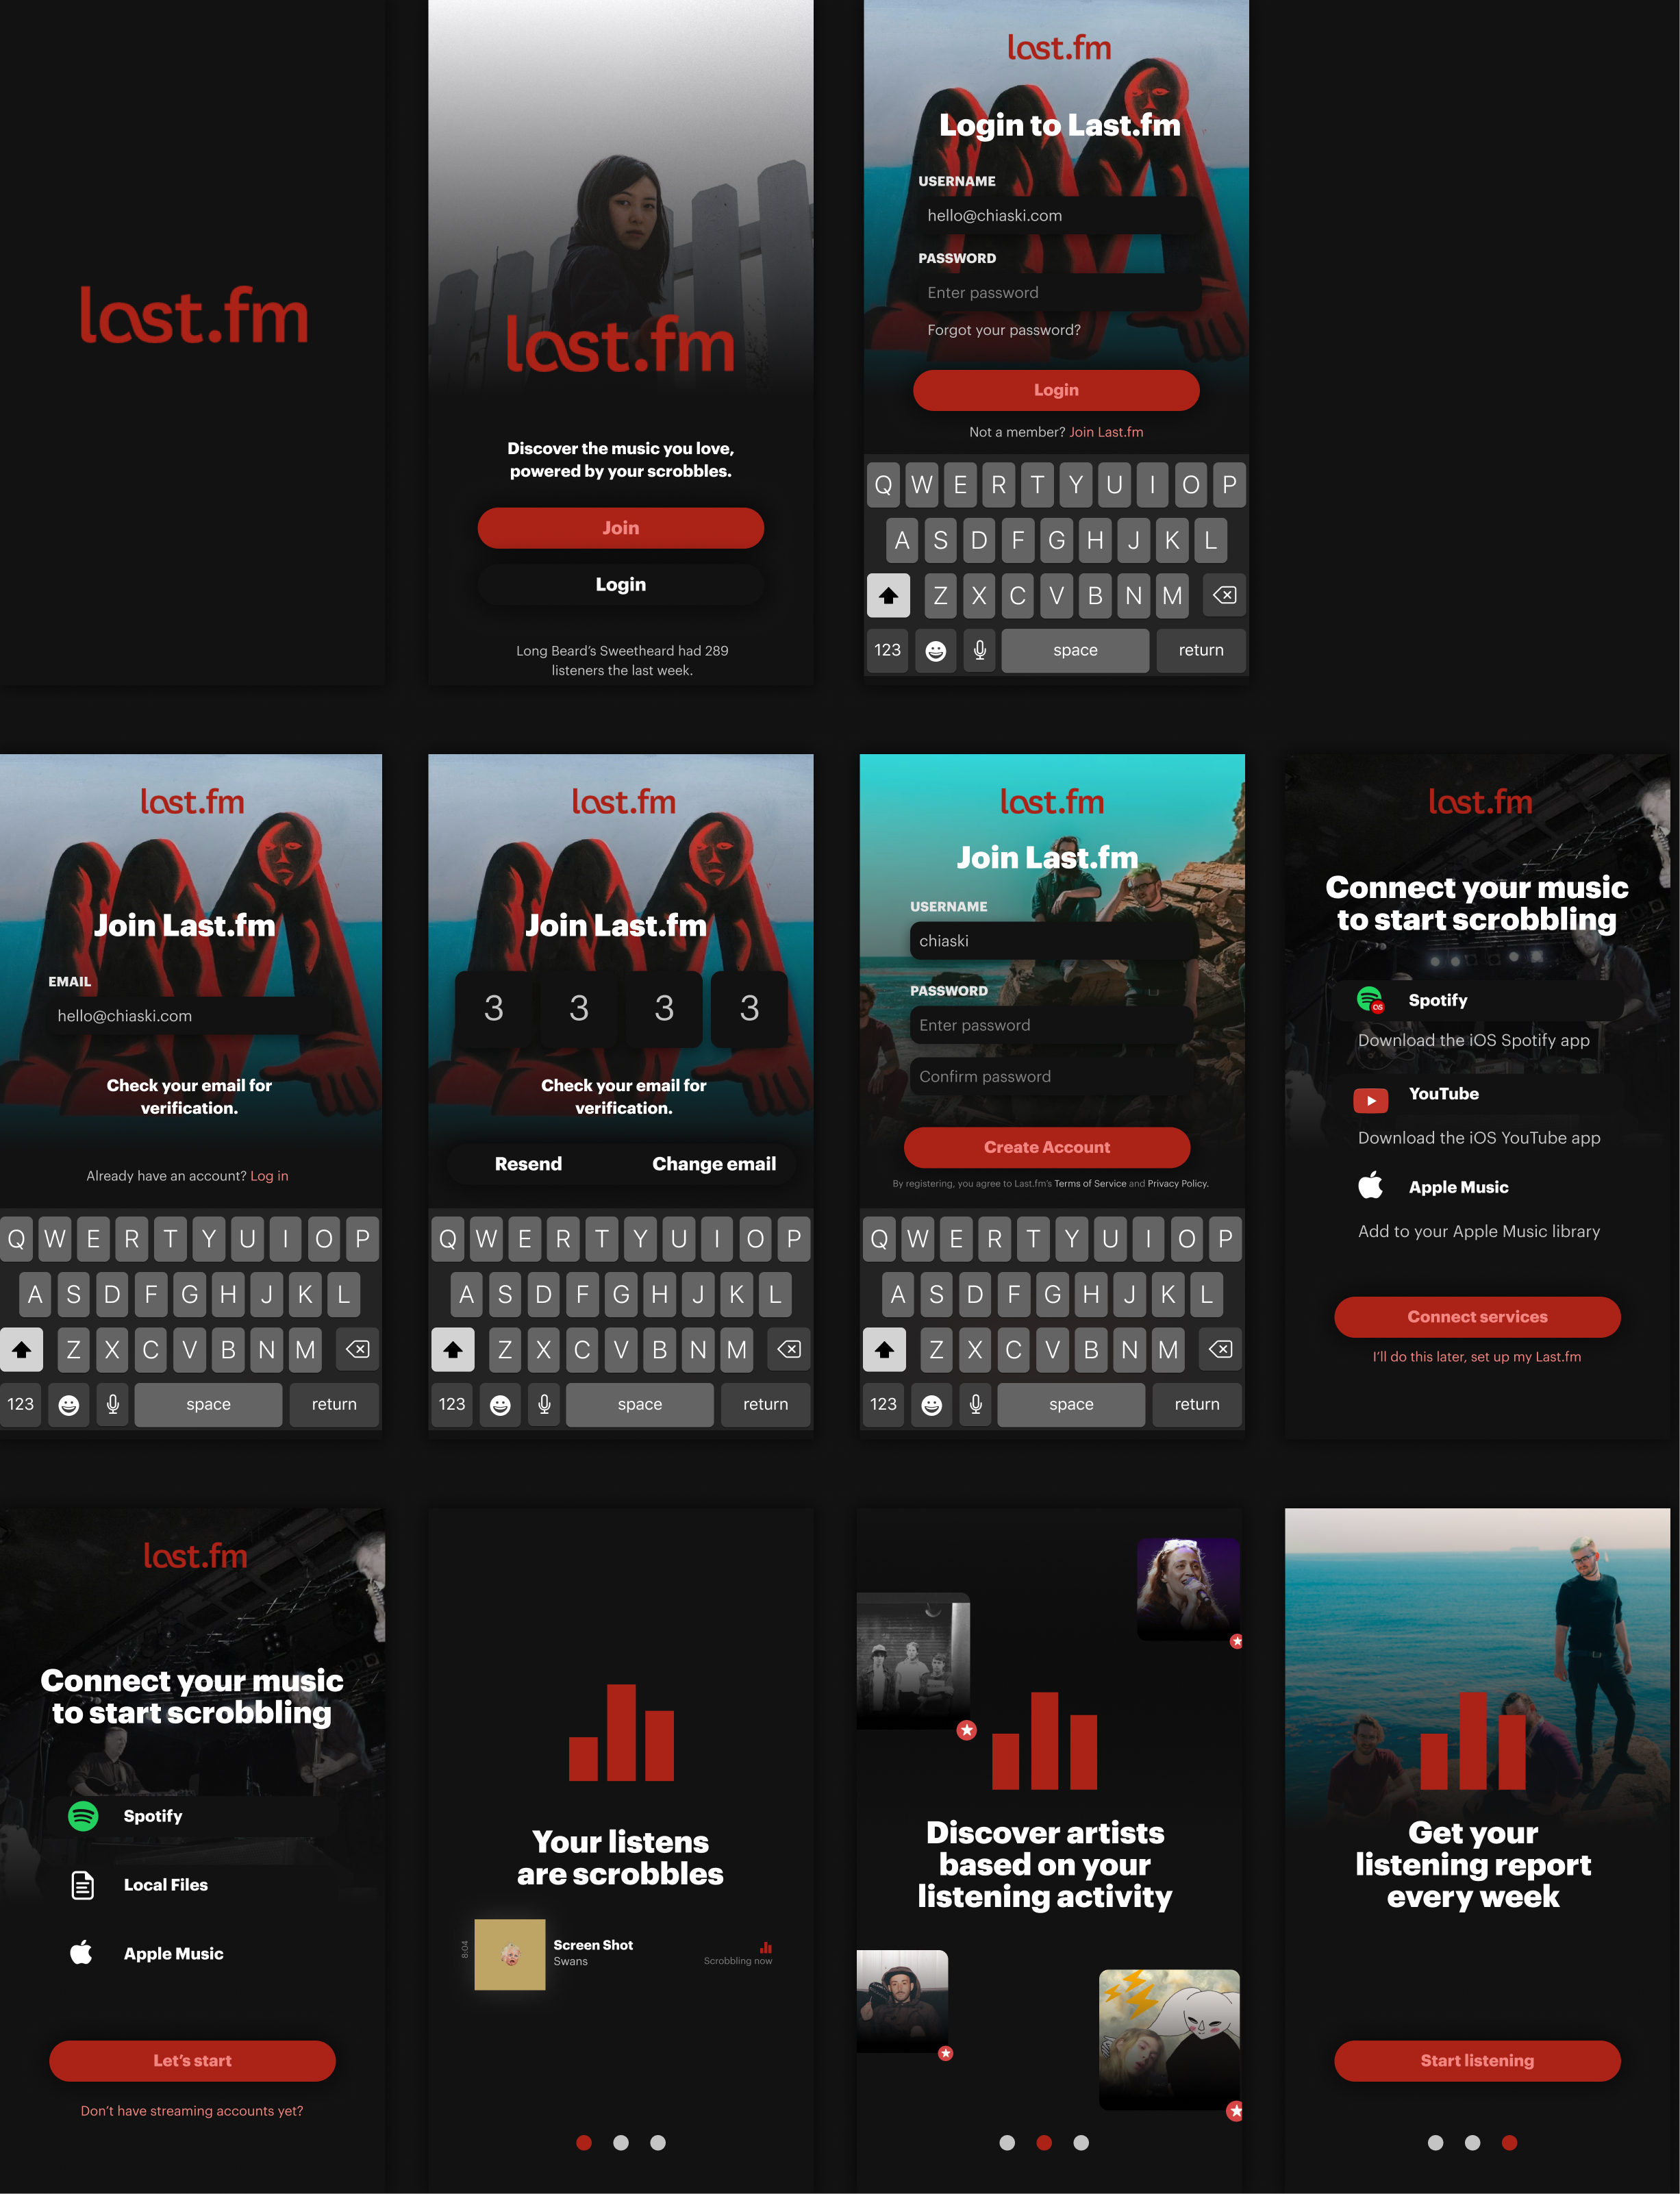 last.fm
last.fm
Discover the music you love,
powered by your scrobbles.
Join
Login
Long Beard's Sweetheard had 289
listeners the last week.
last.fm
Login to Last.fm
USERNAME
hello@chiaski.com
PASSWORD
Enter password
Forgot your password?
Login
Not a member? Join Last.fm
Q W E R T Y U I O P
A S D F G H J K L
Z X C V B N M
123 space return
last.fm
Join Last.fm
EMAIL
hello@chiaski.com
Check your email for
verification.
Already have an account? Log in
Q W E R T Y U I O P
A S D F G H J K L
Z X C V B N M
123 space return
last.fm
Join Last.fm
3 3 3 3
Check your email for
verification.
Resend Change email
Q W E R T Y U I O P
A S D F G H J K L
Z X C V B N M
123 space return
last.fm
Join Last.fm
USERNAME
chiaski
PASSWORD
Enter password
Confirm password
Create Account
By registering, you agree to Last.fm's Terms of Service and Privacy Policy.
Q W E R T Y U I O P
A S D F G H J K L
Z X C V B N M
123 space return
last.fm
Connect your music
to start scrobbling
OS
Spotify
Download the iOS Spotify app
YouTube
Download the iOS YouTube app
Apple Music
Add to your Apple Music library
Connect services
I'll do this later, set up my Last.fm
last.fm
Connect your music
to start scrobbling
Spotify
Local Files
Apple Music
Let's start
Don't have streaming accounts yet?
Your listens
are scrobbles
8:04
Screen Shot
Swans
Scrobbling now
Discover artists
based on your
listening activity
Get your
listening report
every week
Start listening